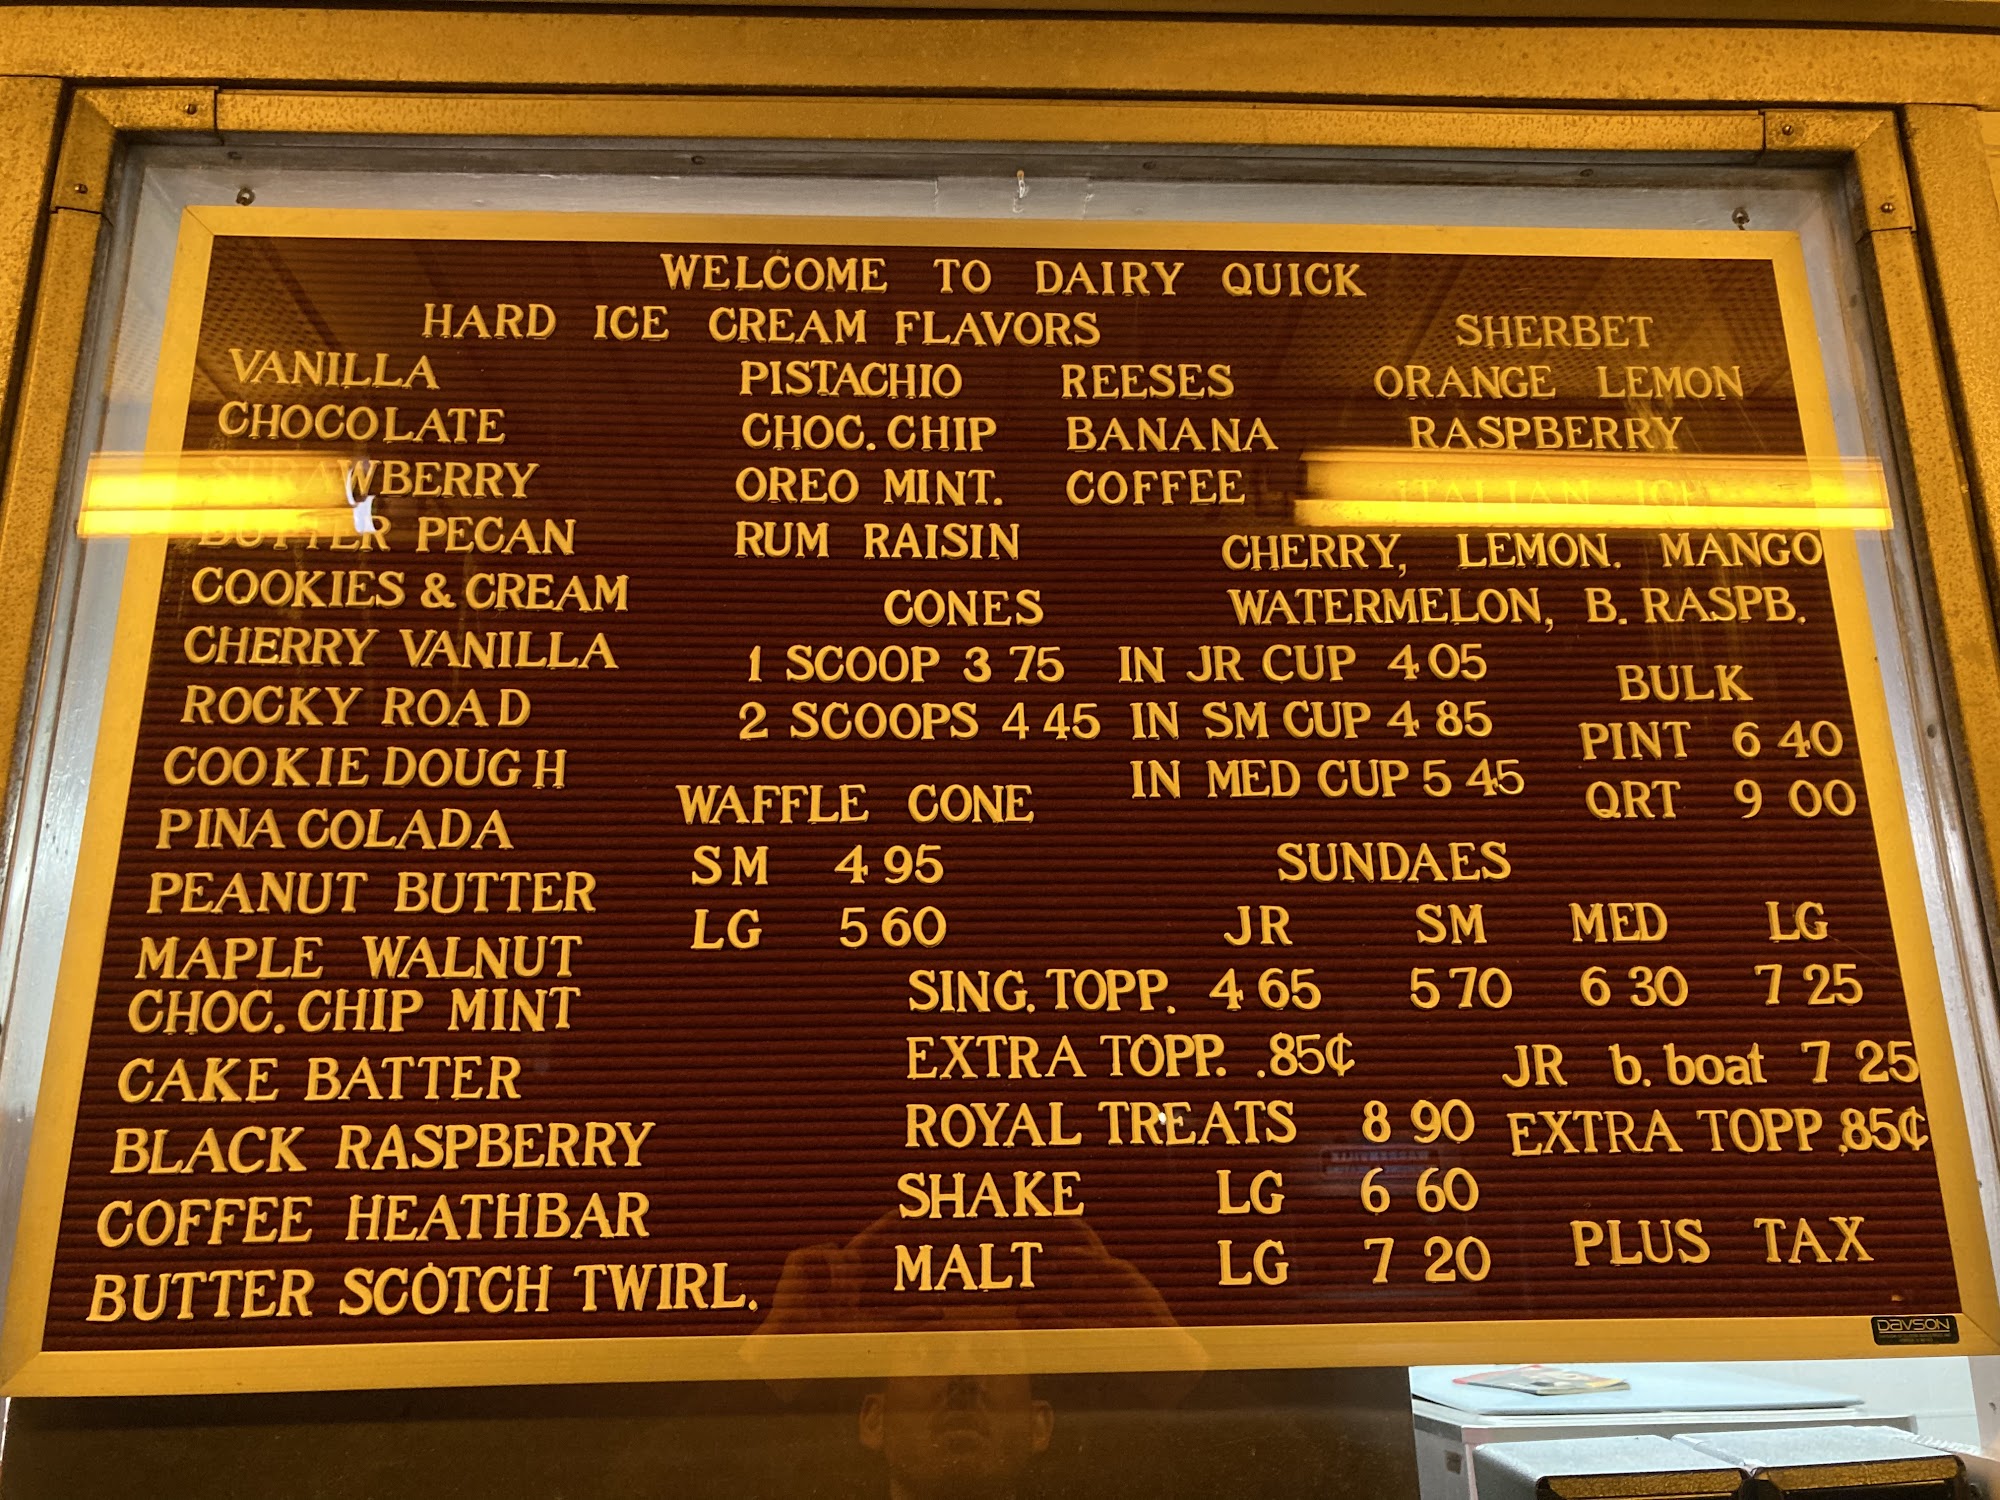 WELCOME TO DAIRY QUICK
HARD ICE CREAM FLAVORS
VANILLA
CHOCOLATE
STRAWBERRY
BUTTER PECAN
COOKIES & CREAM
CHERRY VANILLA
ROCKY ROAD
COOKIE DOUGH
PINA COLADA
PEANUT BUTTER
MAPLE WALNUT
CHOC. CHIP MINT
CAKE BATTER
BLACK RASPBERRY
COFFEE HEATHBAR
BUTTER SCOTCH TWIRL.
PISTACHIO
CHOC. CHIP
OREO MINT.
RUM RAISIN
REESES
BANANA
COFFEE
SHERBET
ORANGE LEMON
RASPBERRY
ITALIAN ICE
CHERRY, LEMON. MANGO
WATERMELON, B. RASPB.
CONES
1 SCOOP 3 75 IN JR CUP 4 05
2 SCOOPS 4 45 IN SM CUP 4 85
IN MED CUP 5 45
BULK
PINT 6 40
QRT 9 00
WAFFLE CONE
SM 4 95
LG 5 60
SUNDAES
JR SM MED LG
SING. TOPP. 4 65 5 70 6 30 7 25
EXTRA TOPP. .85¢
JR b. boat 7 25
EXTRA TOPP .85¢
ROYAL TREATS 8 90
SHAKE LG 6 60
MALT LG 7 20
PLUS TAX
DAVSON